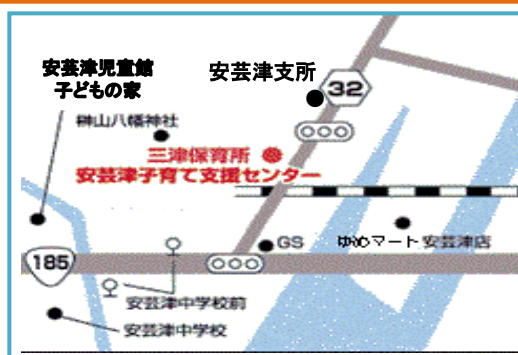 安芸津児童館
子どもの家
安芸津支所
32
榊山八幡神社
三津保育所
安芸津子育て支援センター
GS
ゆめマート安芸津店
185
安芸津中学校前
安芸津中学校